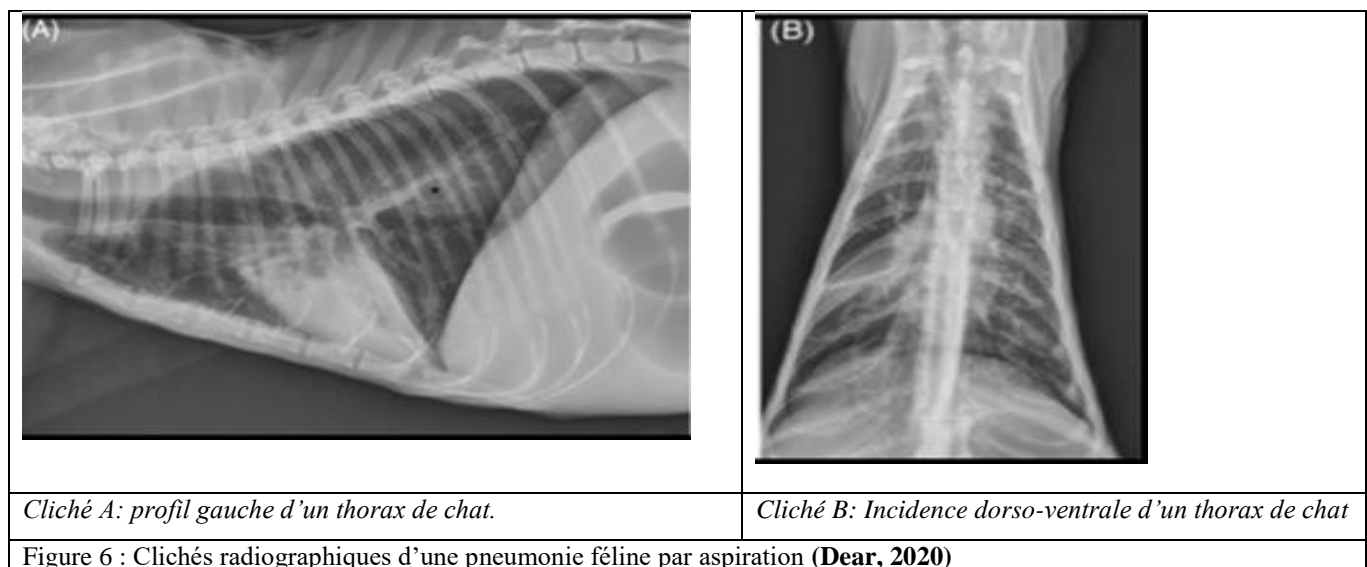 (A)
(B)
Cliché A: profil gauche d’un thorax de chat.
Cliché B: Incidence dorso-ventrale d’un thorax de chat
Figure 6 : Clichés radiographiques d’une pneumonie féline par aspiration (Dear, 2020)